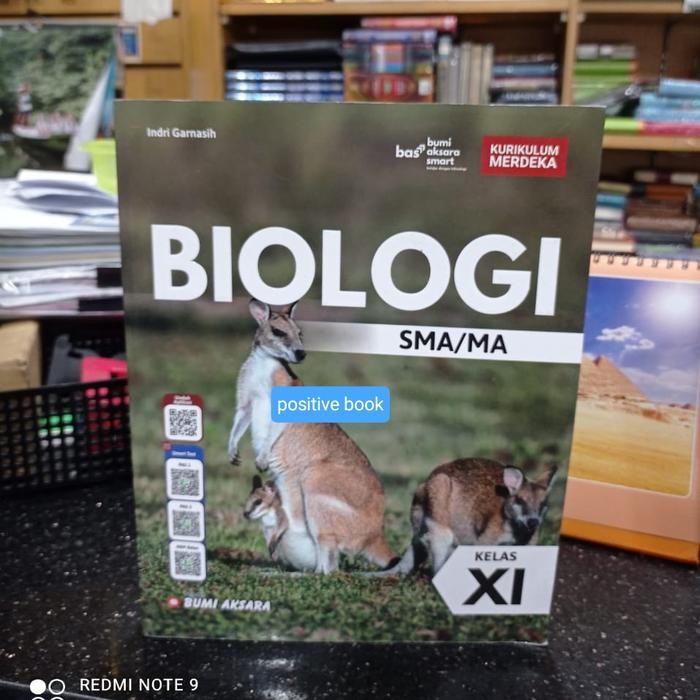 Indri Garnasih
bas
bumi
aksara
smart
KURIKULUM
MERDEKA
BIOLOGI
SMA/MA
positive book
KELAS
XI
BUMI AKSARA
REDMI NOTE 9